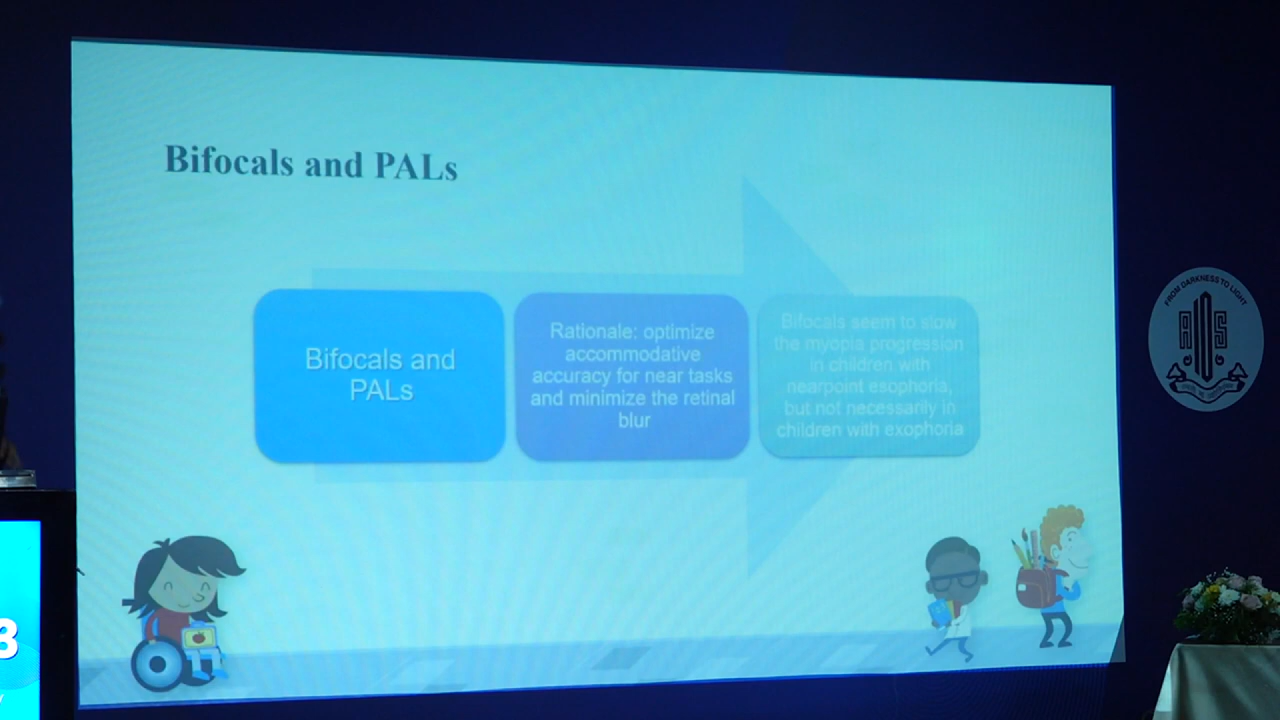 Bifocals and PALs
Bifocals and
PALs
Rationale: optimize
accommodative
accuracy for near tasks
and minimize the retinal
blur
Bifocals seem to slow
the myopia progression
in children with
nearpoint esophoria,
but not necessarily in
children with exophoria
FROM DARKNESS TO LIGHT
AIOS
3